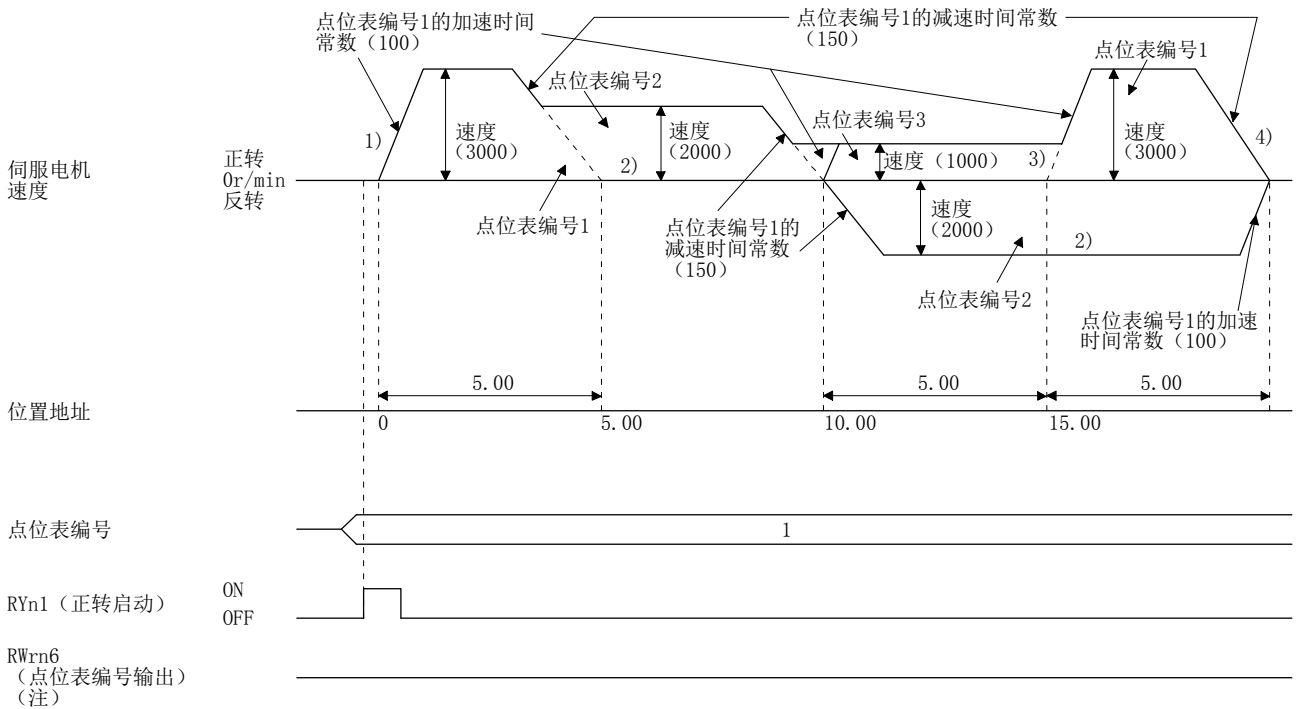 点位表编号1的加速时间
常数（100）
点位表编号1的减速时间常数
（150）
点位表编号1
点位表编号2
点位表编号3
1)
速度
（3000）
2)
速度
（2000）
速度（1000）
3)
速度
（3000）
4)
伺服电机
速度
正转
0r/min
反转
点位表编号1
点位表编号1的
减速时间常数
（150）
速度
（2000）
2)
点位表编号2
点位表编号1的加速
时间常数（100）
5.00
5.00
5.00
位置地址
0
5.00
10.00
15.00
点位表编号
1
RYn1（正转启动）
ON
OFF
RWrn6
（点位表编号输出）
（注）